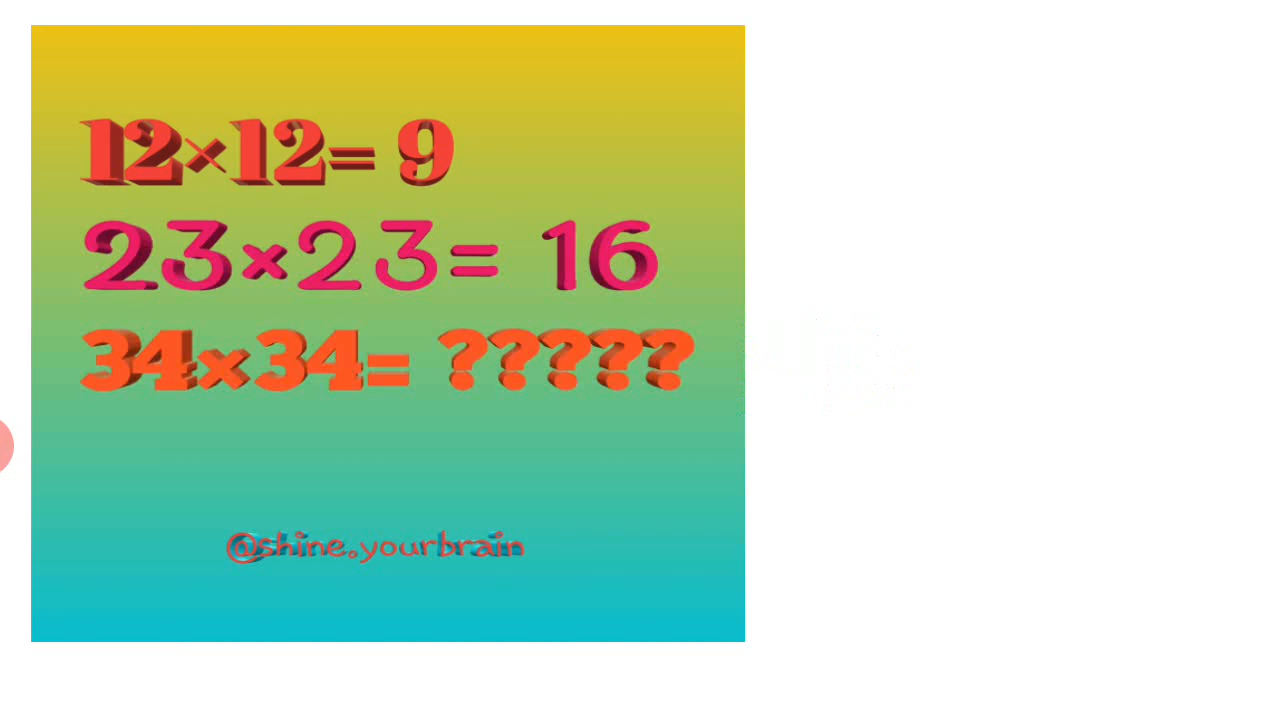 12×12= 9
23×23= 16
34×34= ?????
@shine.yourbrain